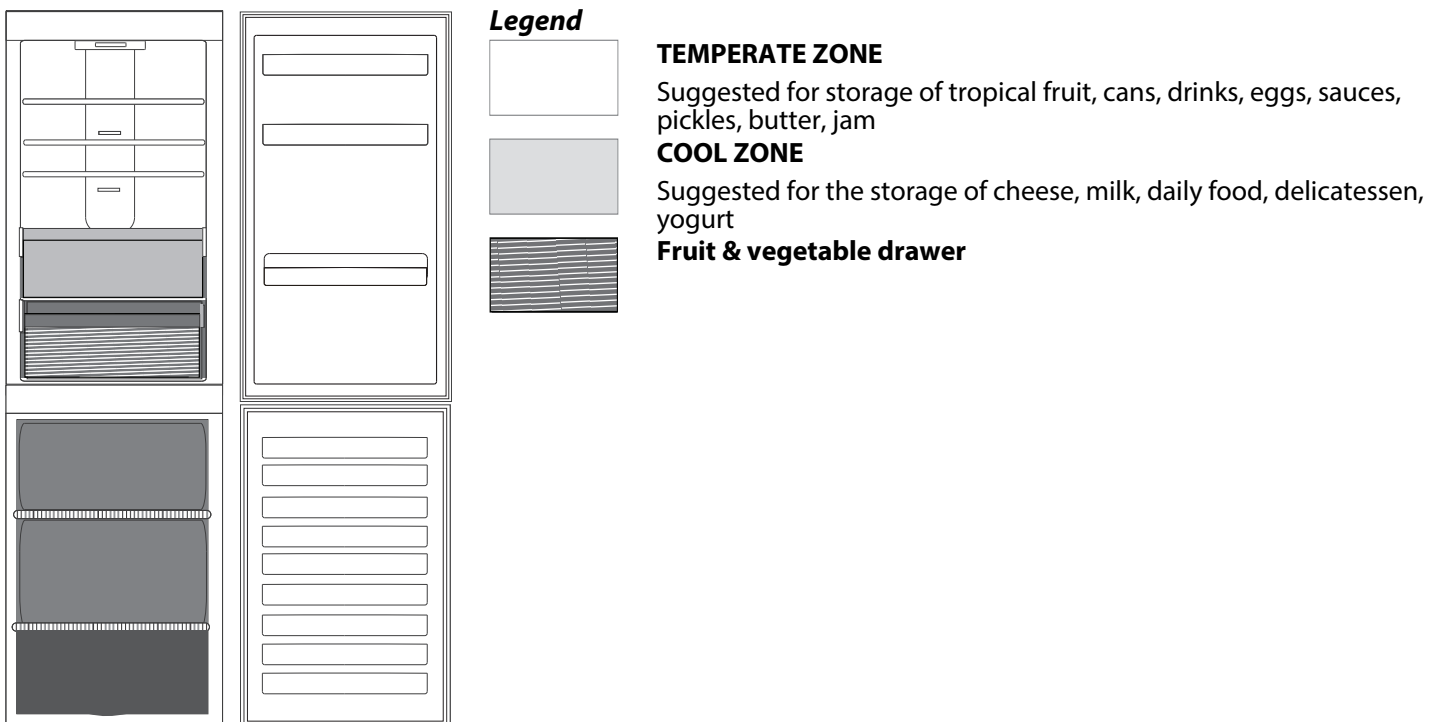 Legend
TEMPERATE ZONE
Suggested for storage of tropical fruit, cans, drinks, eggs, sauces,
pickles, butter, jam
COOL ZONE
Suggested for the storage of cheese, milk, daily food, delicatessen,
yogurt
Fruit & vegetable drawer